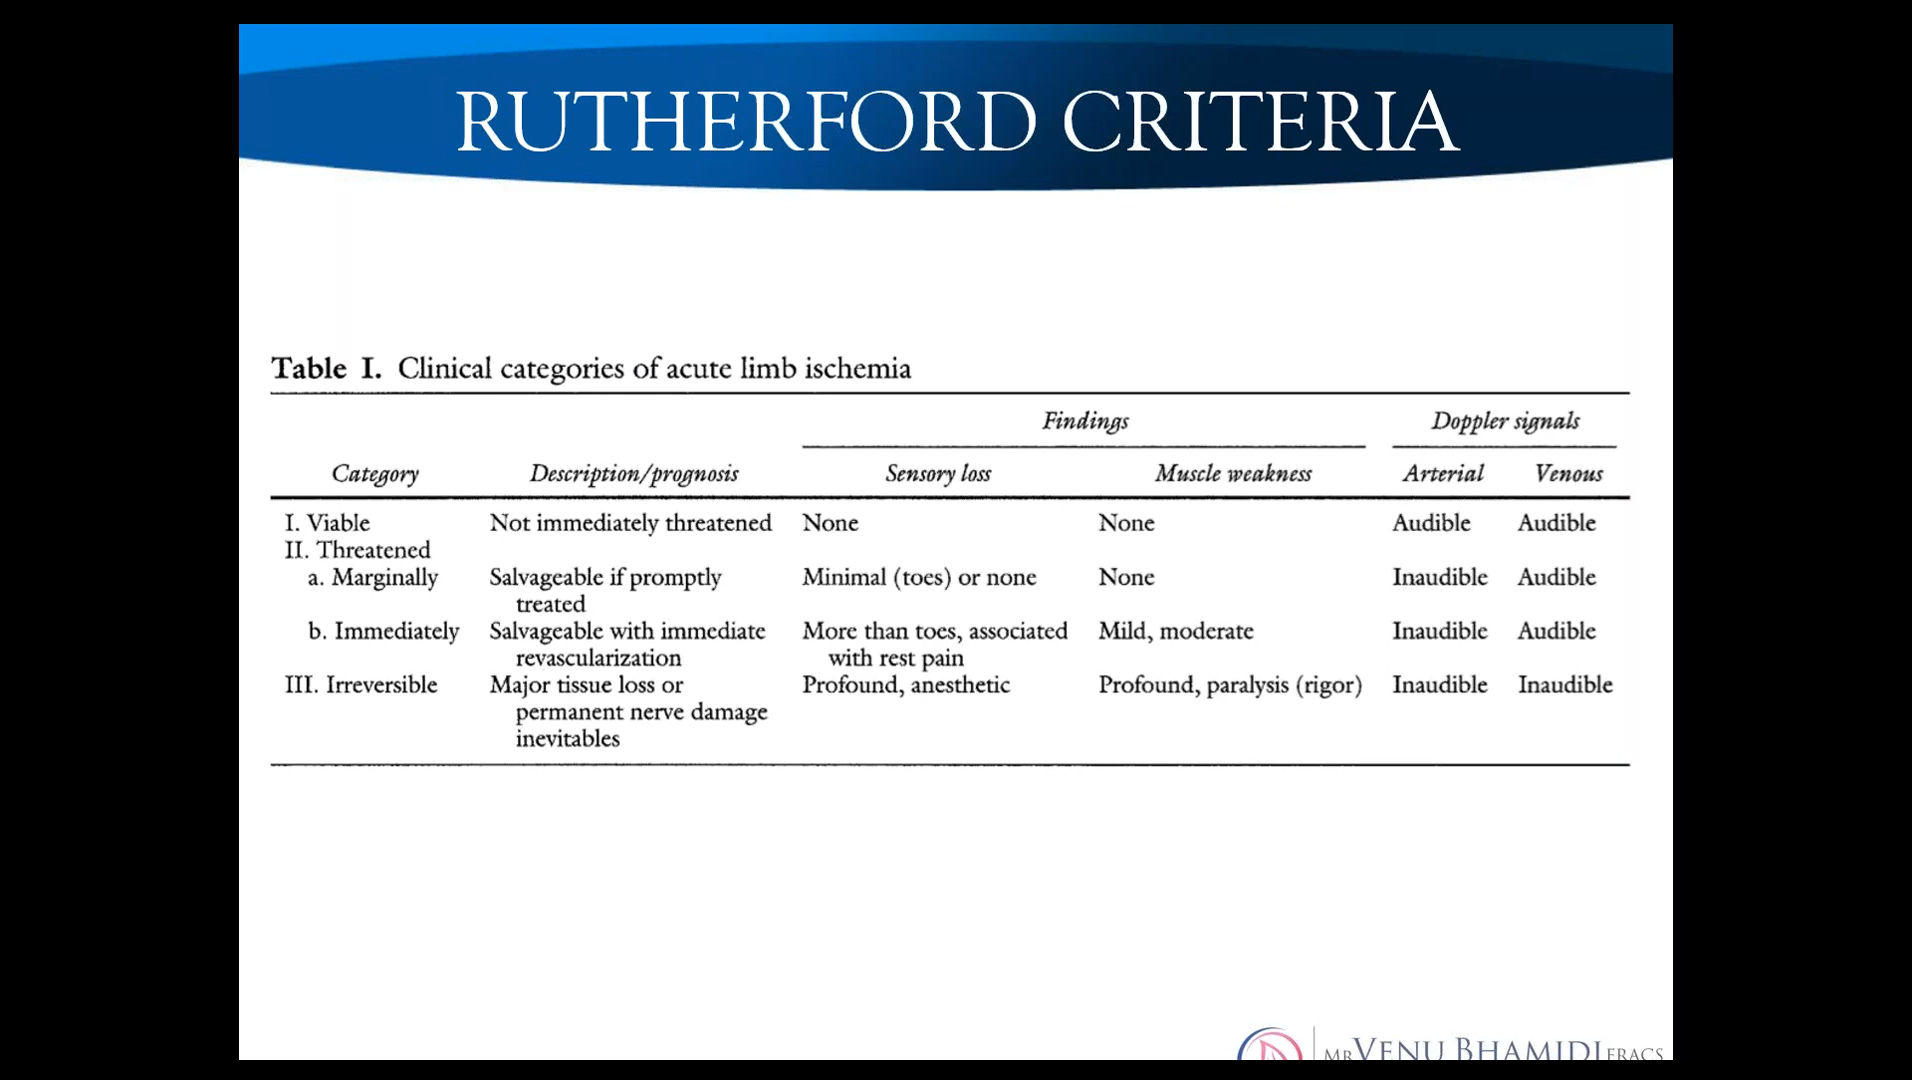 RUTHERFORD CRITERIA
Table I. Clinical categories of acute limb ischemia
Findings Doppler signals
Category Description/prognosis Sensory loss Muscle weakness Arterial Venous
I. Viable Not immediately threatened None None Audible Audible
II. Threatened
a. Marginally Salvageable if promptly Minimal (toes) or none None Inaudible Audible
treated
b. Immediately Salvageable with immediate More than toes, associated Mild, moderate Inaudible Audible
revascularization with rest pain
III. Irreversible Major tissue loss or Profound, anesthetic Profound, paralysis (rigor) Inaudible Inaudible
permanent nerve damage
inevitables
MR VENU BHAMIDI FRACS